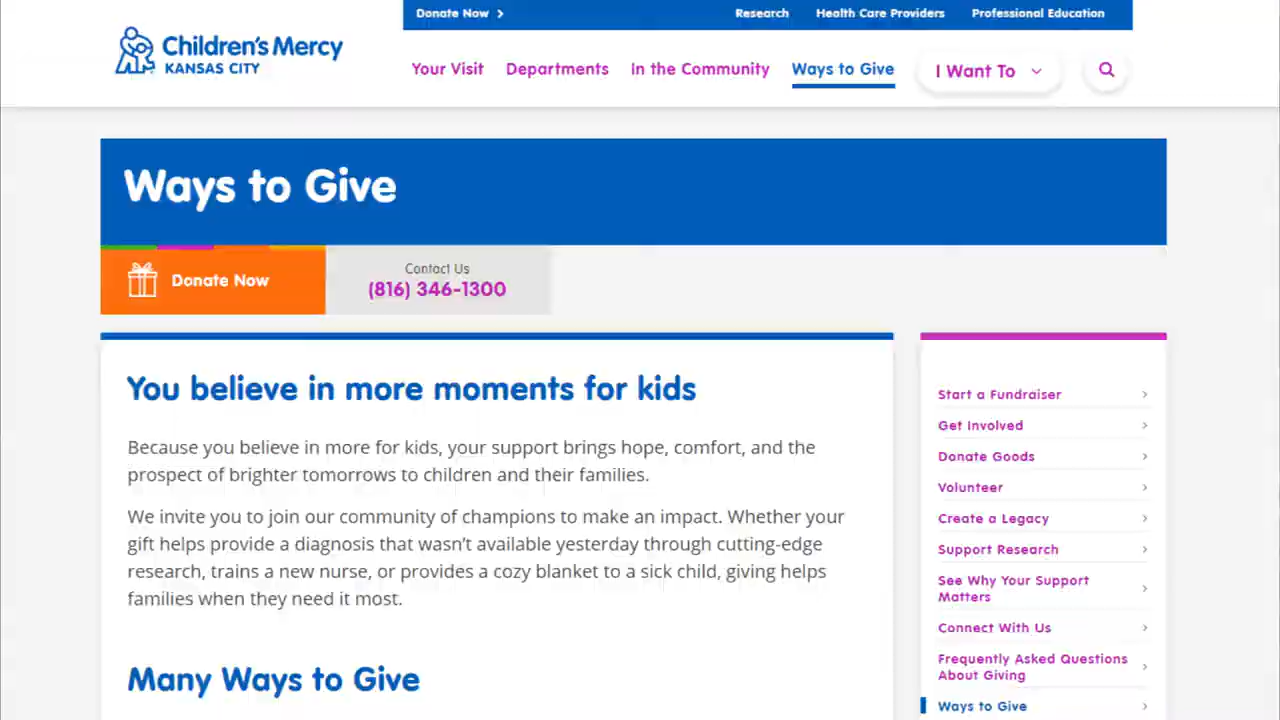 Donate Now
Research
Health Care Providers
Professional Education
Children's Mercy
KANSAS CITY
Your Visit
Departments
In the Community
Ways to Give
I Want To
Ways to Give
Donate Now
Contact Us
(816) 346-1300
You believe in more moments for kids
Because you believe in more for kids, your support brings hope, comfort, and the
prospect of brighter tomorrows to children and their families.
We invite you to join our community of champions to make an impact. Whether your
gift helps provide a diagnosis that wasn't available yesterday through cutting-edge
research, trains a new nurse, or provides a cozy blanket to a sick child, giving helps
families when they need it most.
Many Ways to Give
Start a Fundraiser
Get Involved
Donate Goods
Volunteer
Create a Legacy
Support Research
See Why Your Support
Matters
Connect With Us
Frequently Asked Questions
About Giving
Ways to Give